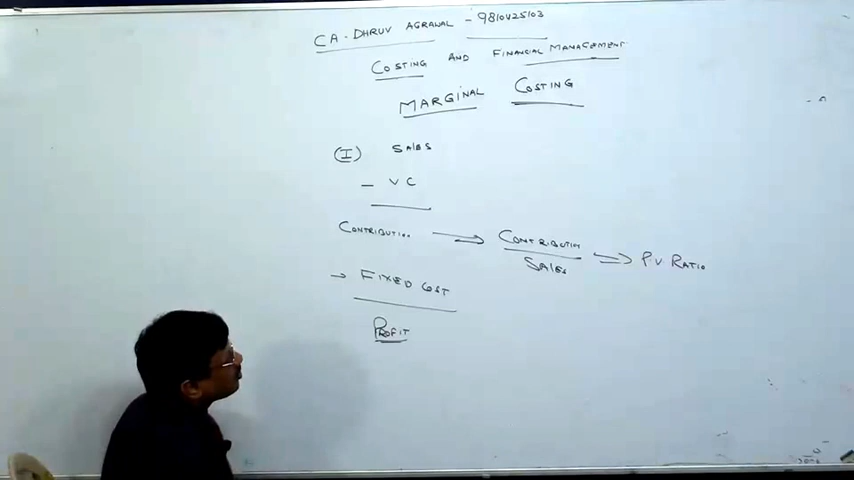 CA-DHRUV AGRAWAL - 9810425103
COSTING AND FINANCIAL MANAGEMENT
MARGINAL COSTING
(I) SALES
- VC
CONTRIBUTION → CONTRIBUTION / SALES ⇒ P.V RATIO
→ FIXED COST
PROFIT